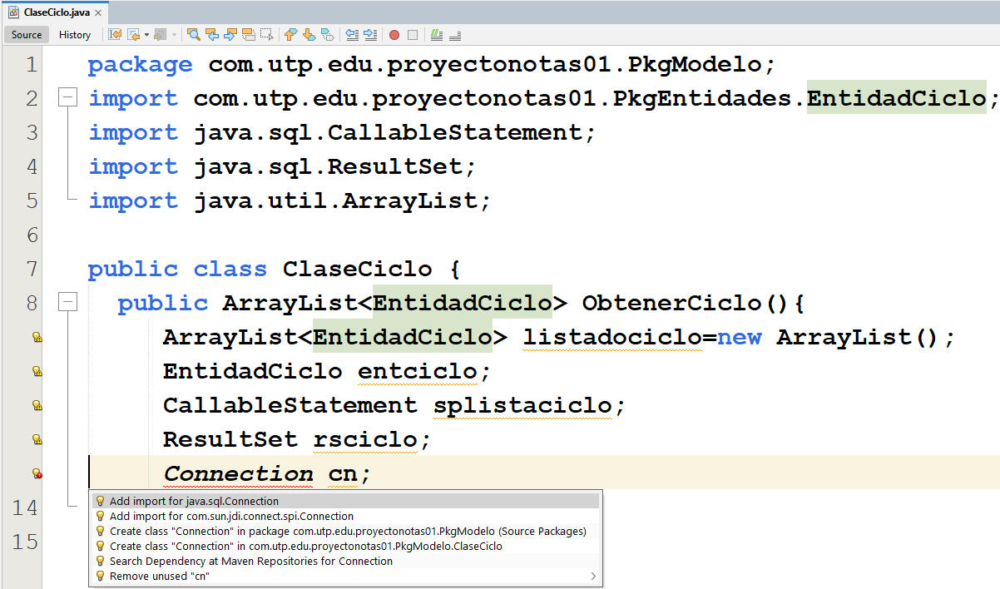 ClaseCiclo.java
Source History
1 package com.utp.edu.proyectonotas01.PkgModelo;
2 import com.utp.edu.proyectonotas01.PkgEntidades.EntidadCiclo;
3 import java.sql.CallableStatement;
4 import java.sql.ResultSet;
5 import java.util.ArrayList;
6
7 public class ClaseCiclo {
8 public ArrayList<EntidadCiclo> ObtenerCiclo(){
ArrayList<EntidadCiclo> listadociclo=new ArrayList();
EntidadCiclo entciclo;
CallableStatement splistaciclo;
ResultSet rsciclo;
Connection cn;
14
15
Add import for java.sql.Connection
Add import for com.sun.jdi.connect.spi.Connection
Create class "Connection" in package com.utp.edu.proyectonotas01.PkgModelo (Source Packages)
Create class "Connection" in com.utp.edu.proyectonotas01.PkgModelo.ClaseCiclo
Search Dependency at Maven Repositories for Connection
Remove unused "cn"